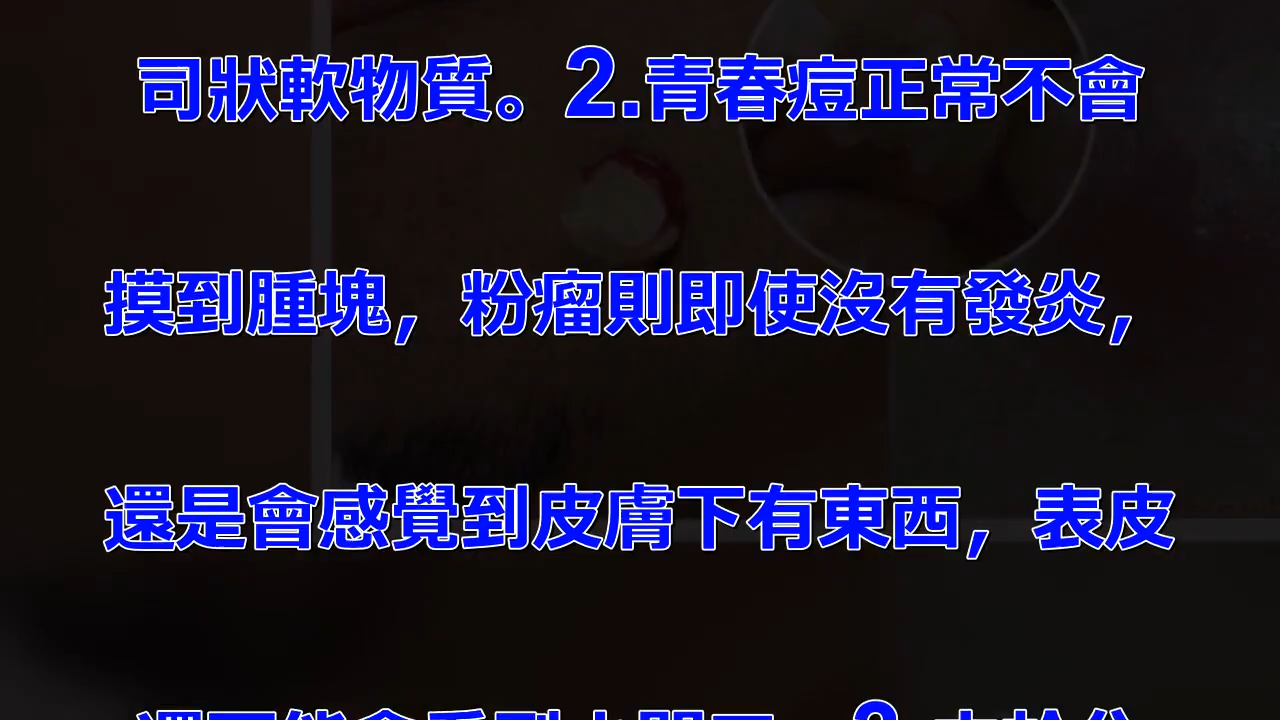 司狀軟物質。2.青春痘正常不會
摸到腫塊，粉瘤則即使沒有發炎，
還是會感覺到皮膚下有東西，表皮